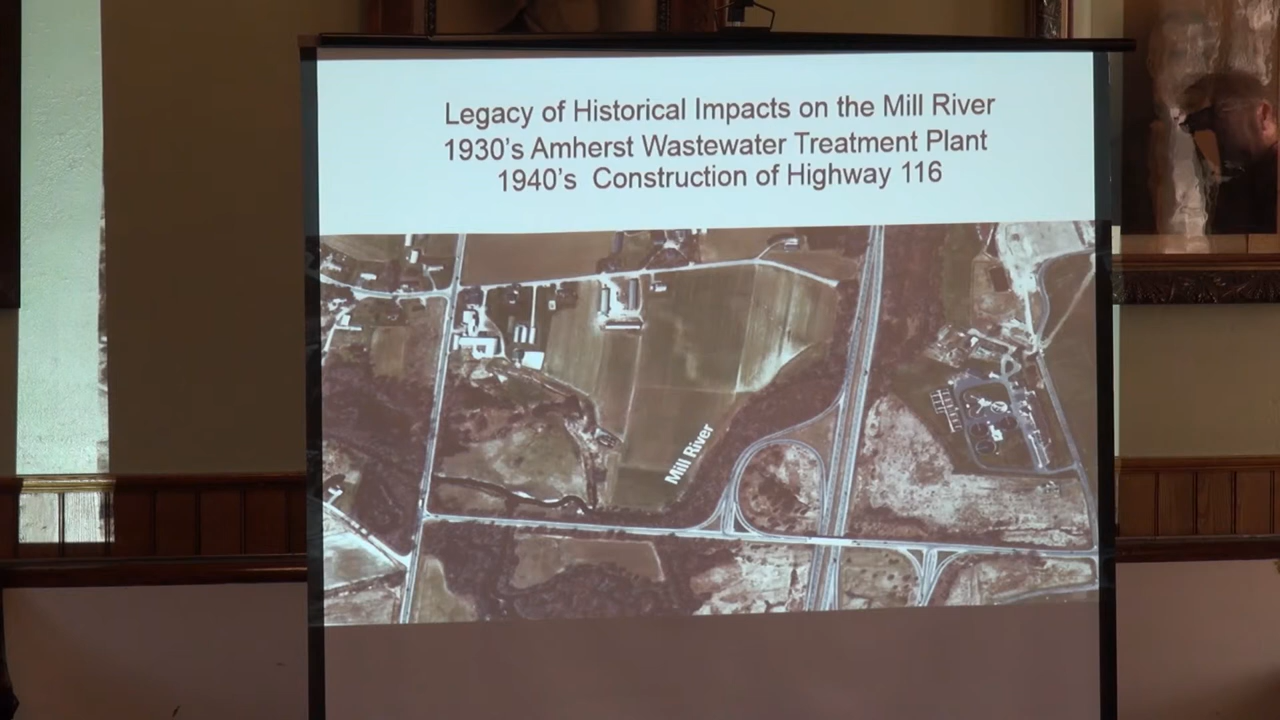 Legacy of Historical Impacts on the Mill River
1930's Amherst Wastewater Treatment Plant
1940's Construction of Highway 116
Mill River